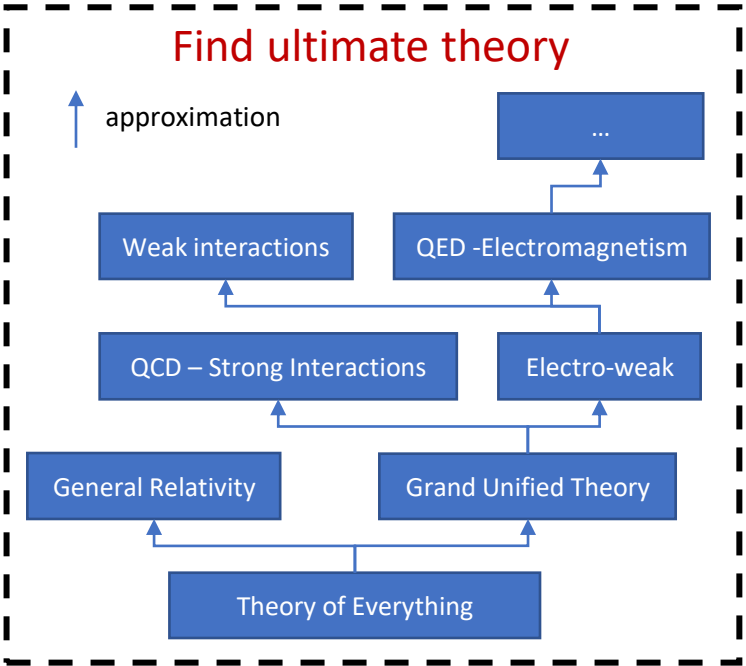 Find ultimate theory
approximation
...
Weak interactions
QED -Electromagnetism
QCD – Strong Interactions
Electro-weak
General Relativity
Grand Unified Theory
Theory of Everything